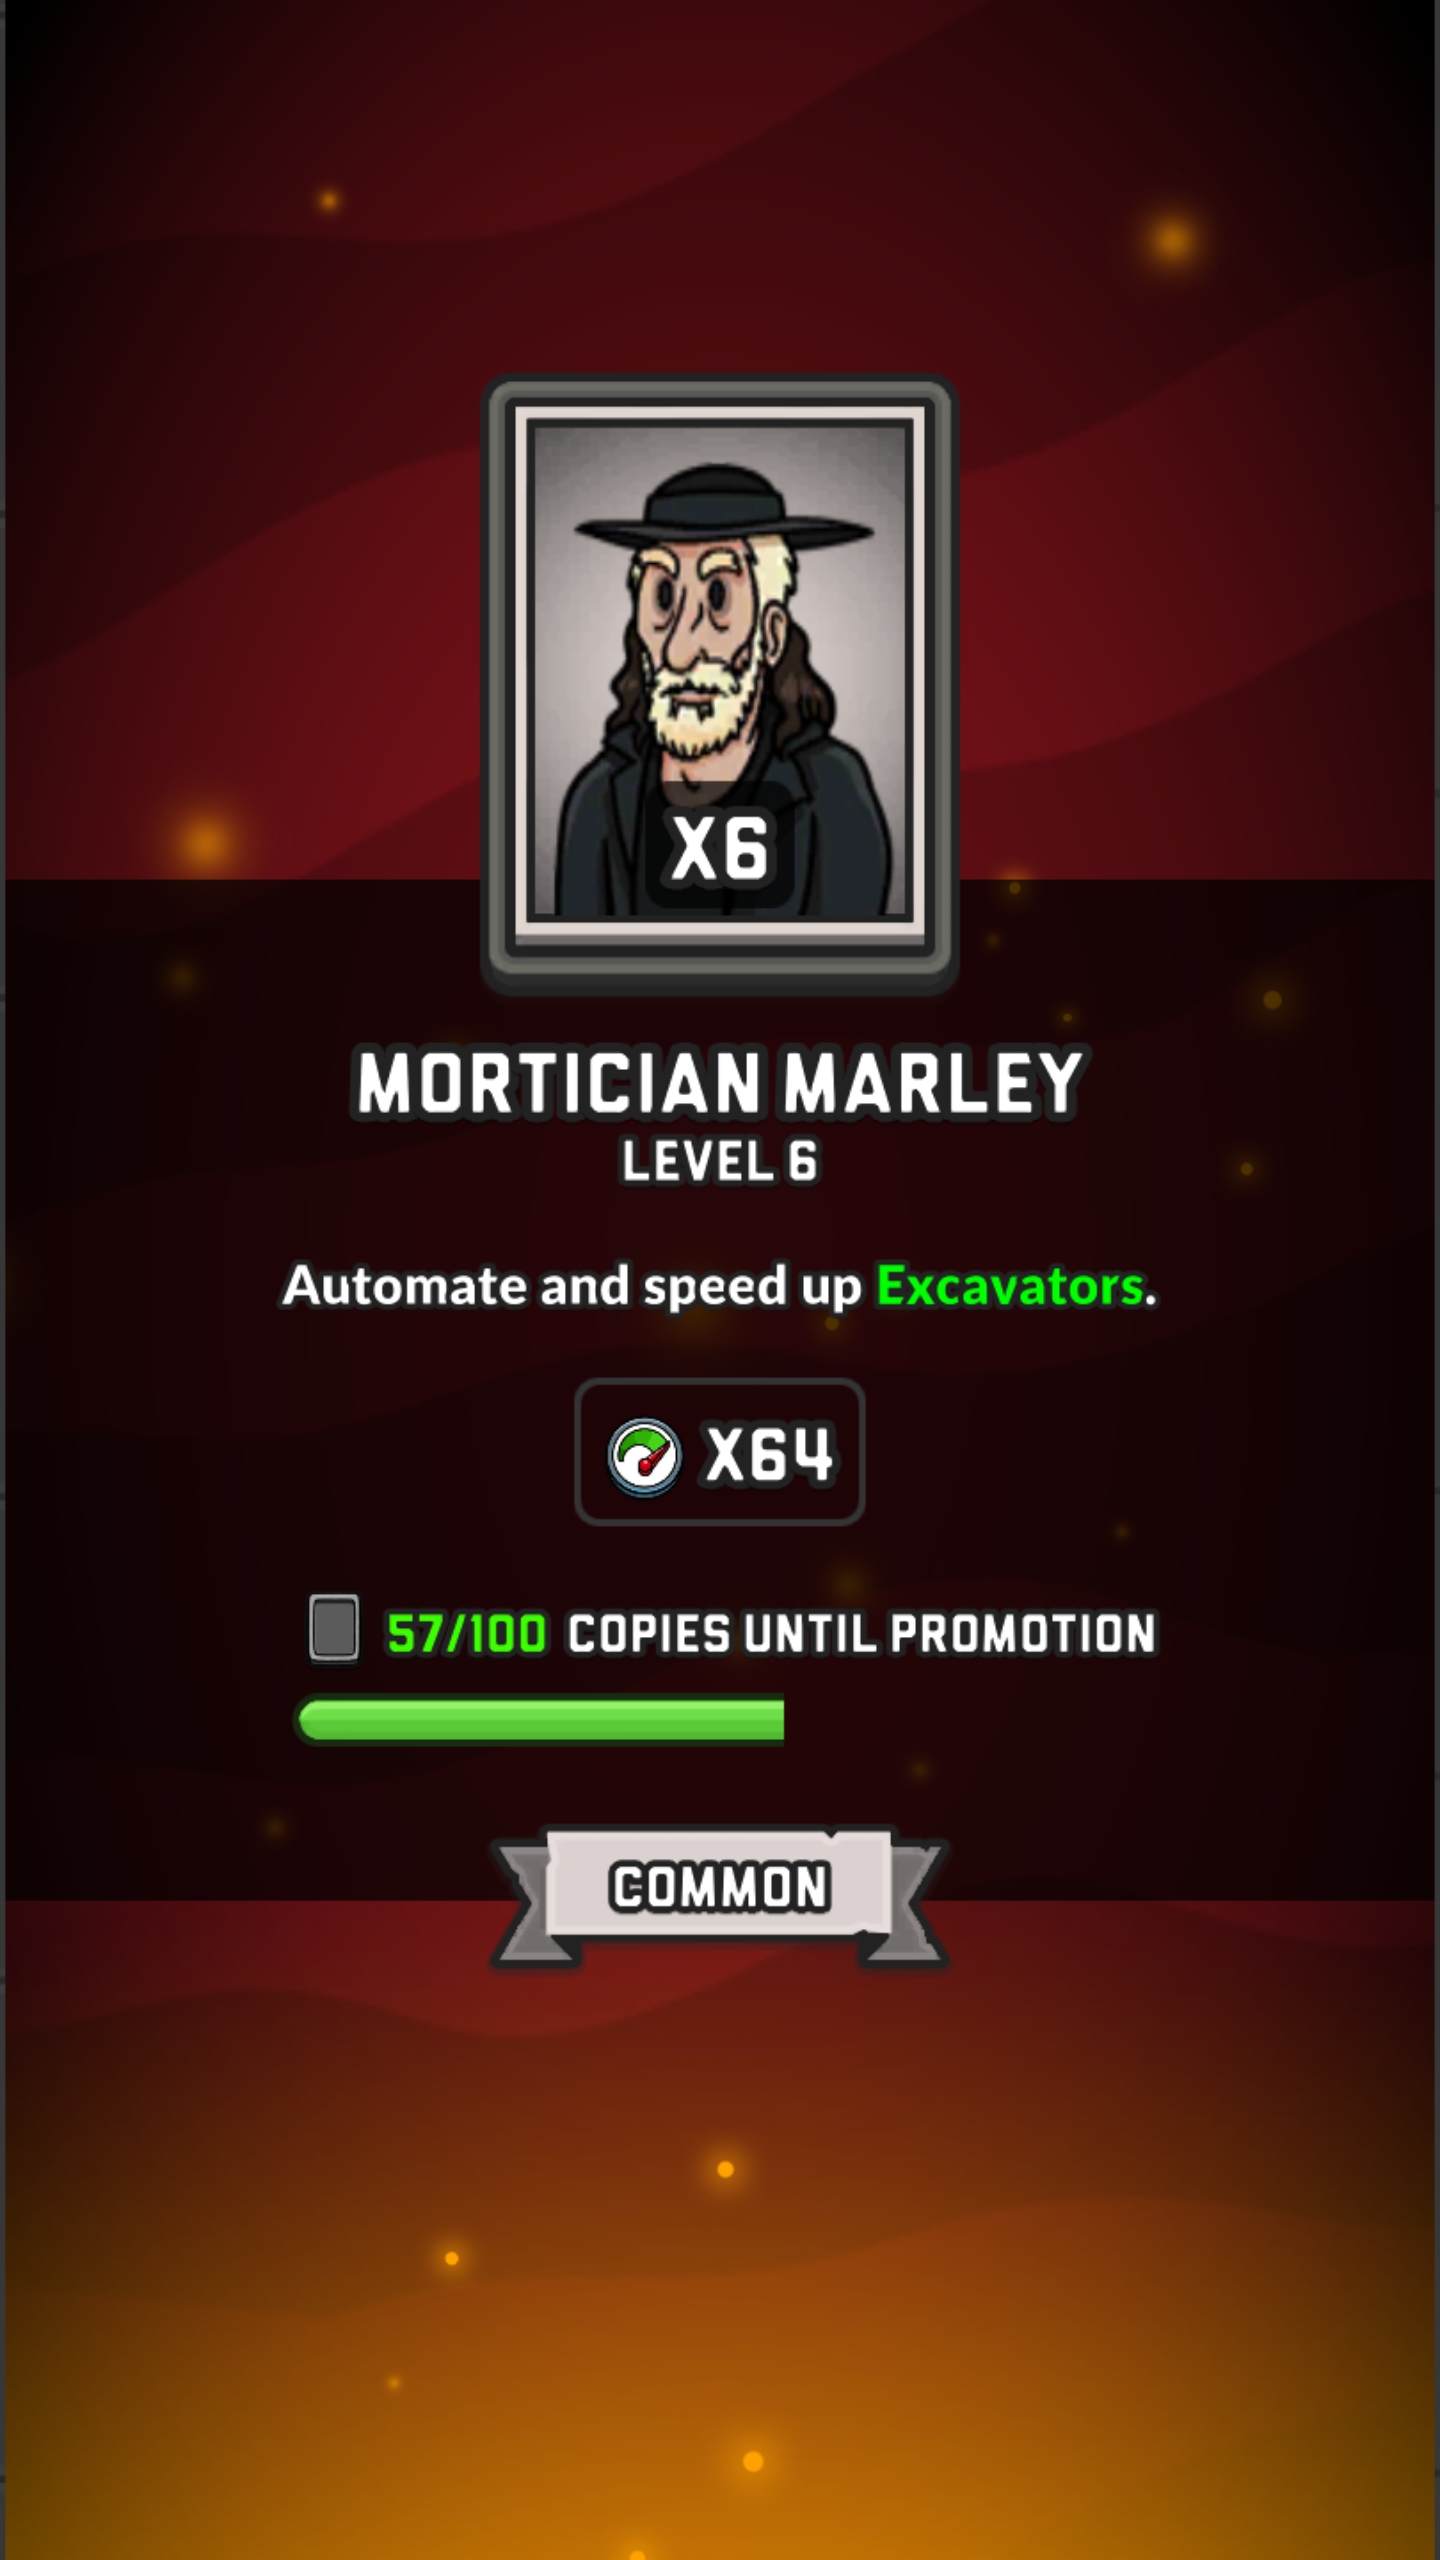 X6
MORTICIAN MARLEY
LEVEL 6
Automate and speed up Excavators.
X64
57/100 COPIES UNTIL PROMOTION
COMMON